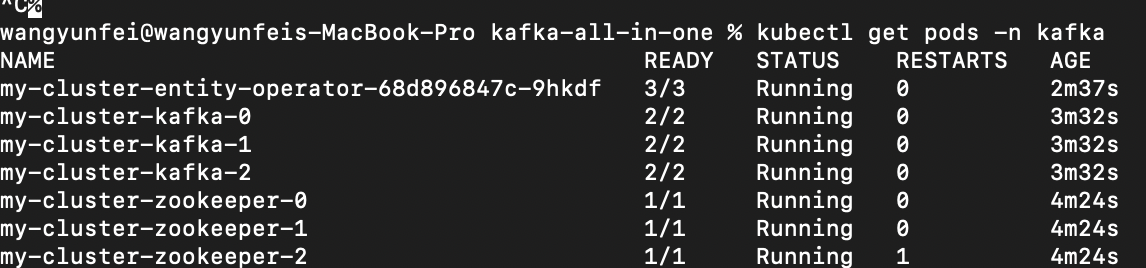 ^C%
wangyunfei@wangyunfeis-MacBook-Pro kafka-all-in-one % kubectl get pods -n kafka
NAME READY STATUS RESTARTS AGE
my-cluster-entity-operator-68d896847c-9hkdf 3/3 Running 0 2m37s
my-cluster-kafka-0 2/2 Running 0 3m32s
my-cluster-kafka-1 2/2 Running 0 3m32s
my-cluster-kafka-2 2/2 Running 0 3m32s
my-cluster-zookeeper-0 1/1 Running 0 4m24s
my-cluster-zookeeper-1 1/1 Running 0 4m24s
my-cluster-zookeeper-2 1/1 Running 1 4m24s